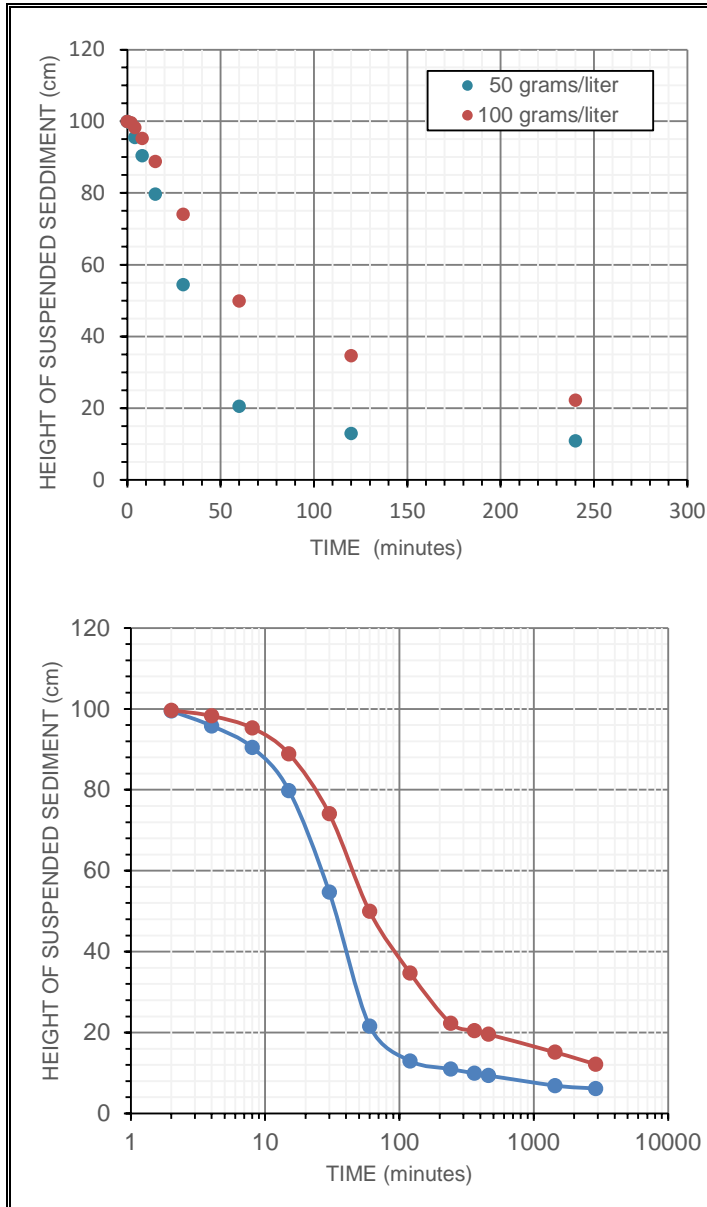 HEIGHT OF SUSPENDED SEDDIMENT (cm)
120
100
80
60
40
20
0
50 grams/liter
100 grams/liter
0 50 100 150 200 250 300
TIME (minutes)
HEIGHT OF SUSPENDED SEDIMENT (cm)
120
100
80
60
40
20
0
1 10 100 1000 10000
TIME (minutes)